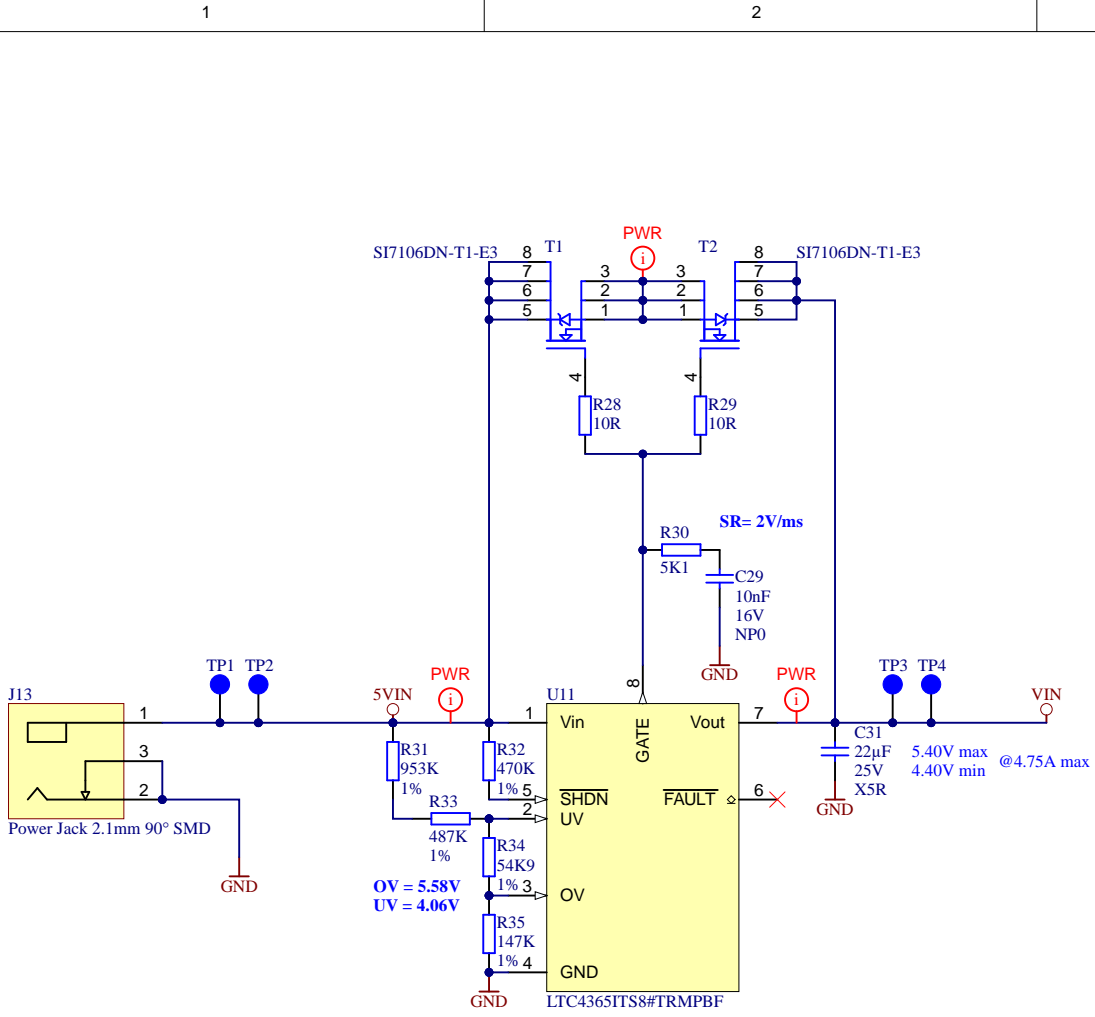 1 2
PWR
SI7106DN-T1-E3 8 T1 T2 8 SI7106DN-T1-E3
7 3 i 3 7
6 2 2 6
5 1 1 5
4 4
R28 R29
10R 10R
SR= 2V/ms
R30
5K1
C29
10nF
16V
NP0
GND
TP1 TP2 PWR PWR TP3 TP4
J13 5VIN i U11 8 i VIN
1 1 Vin GATE Vout 7
C31
R31 R32 22µF 5.40V max
953K 470K 25V 4.40V min @4.75A max
1% 1% X5R
3
2
5 SHDN FAULT 6
GND
R33 2 UV
487K
1%
Power Jack 2.1mm 90° SMD
R34
54K9
1% 3 OV
GND
OV = 5.58V
UV = 4.06V
R35
147K
1% 4 GND
GND LTC4365ITS8#TRMPBF